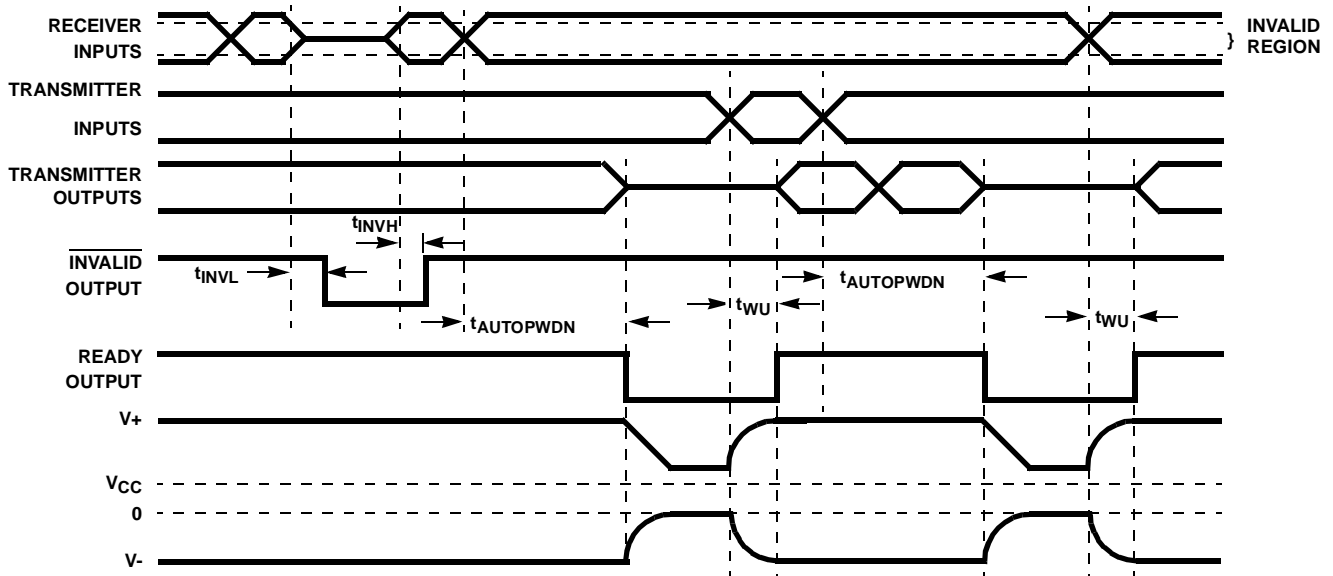 RECEIVER
INPUTS
} INVALID
REGION
TRANSMITTER
INPUTS
TRANSMITTER
OUTPUTS
tINVH
INVALID
OUTPUT
tINVL
tAUTOPWDN
tWU
tAUTOPWDN
tWU
READY
OUTPUT
V+
VCC
0
V-